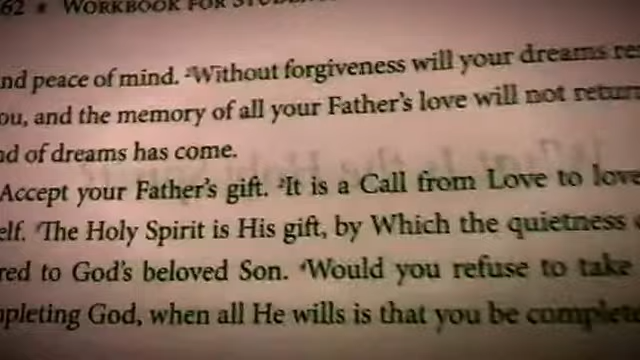 62 • WORKBOOK FOR STUDEN
nd peace of mind. ²Without forgiveness will your dreams re
ou, and the memory of all your Father's love will not return
nd of dreams has come.
Accept your Father's gift. ²It is a Call from Love to love
elf. ³The Holy Spirit is His gift, by Which the quietness
red to God's beloved Son. ⁴Would you refuse to take
pleting God, when all He wills is that you be complete